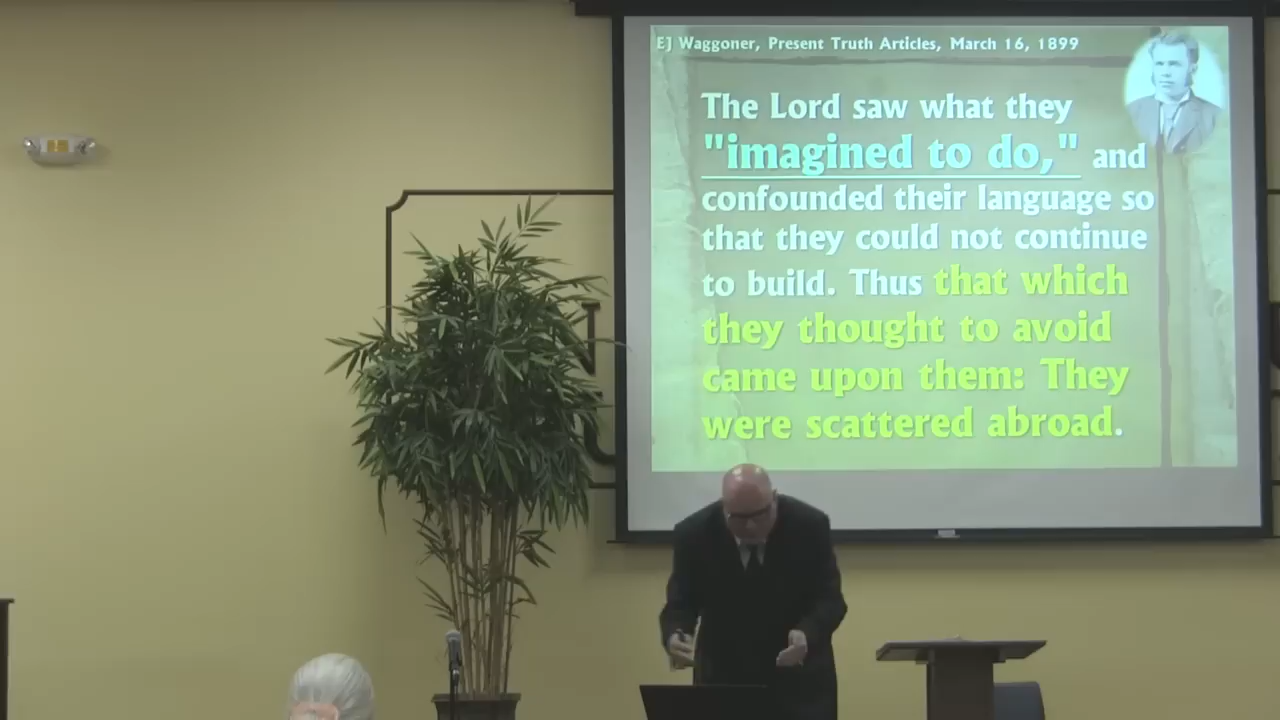 EJ Waggoner, Present Truth Articles, March 16, 1899
The Lord saw what they
"imagined to do," and
confounded their language so
that they could not continue
to build. Thus that which
they thought to avoid
came upon them: They
were scattered abroad.